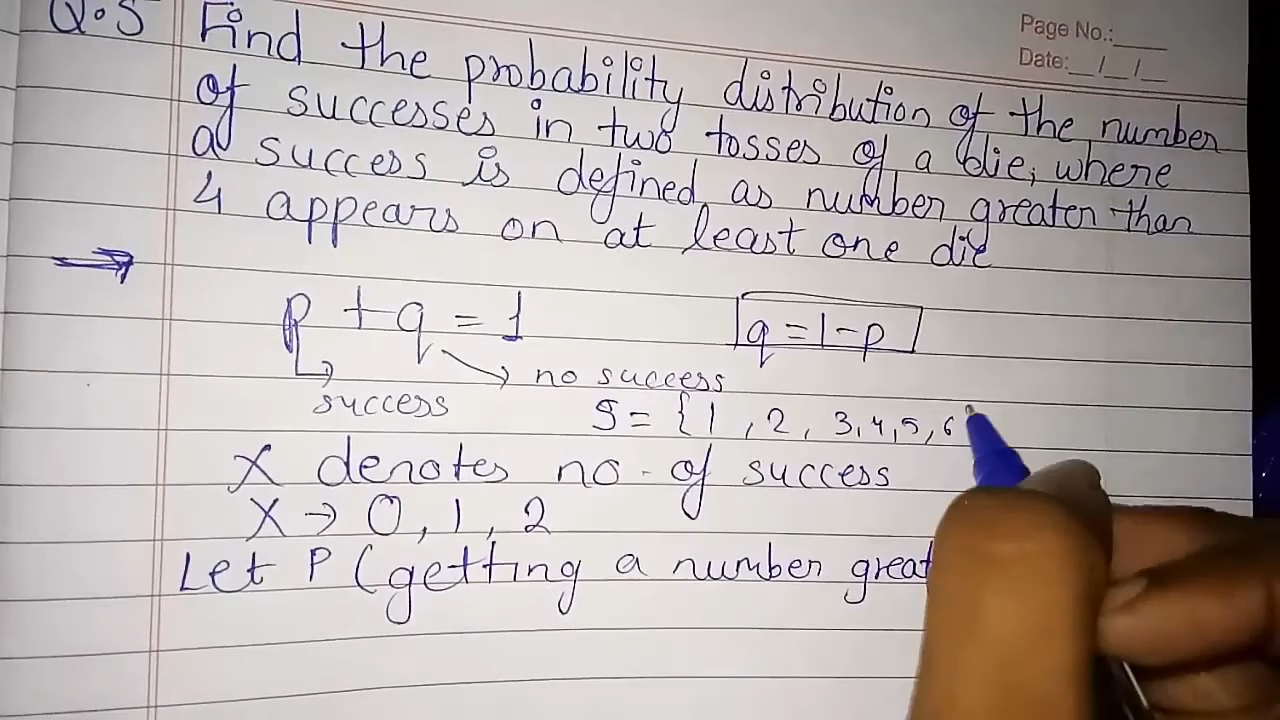 Page No.:
Date: / /
Q.5 Find the probability distribution of the number
of successes in two tosses of a die, where
a success is defined as number greater than
4 appears on at least one die
p + q = 1
q = 1 - p
no success
success
S = { 1 , 2 , 3, 4, 5, 6
X denotes no. of success
X → 0, 1, 2
Let P (getting a number great